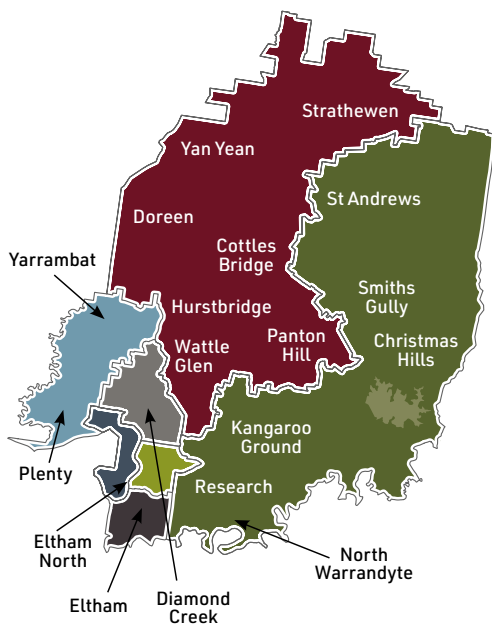 Strathewen
Yan Yean
St Andrews
Doreen
Cottles
Bridge
Yarrambat
Smiths
Gully
Hurstbridge
Christmas
Hills
Panton
Hill
Wattle
Glen
Kangaroo
Ground
Plenty
Research
Eltham
North
North
Warrandyte
Eltham
Diamond
Creek